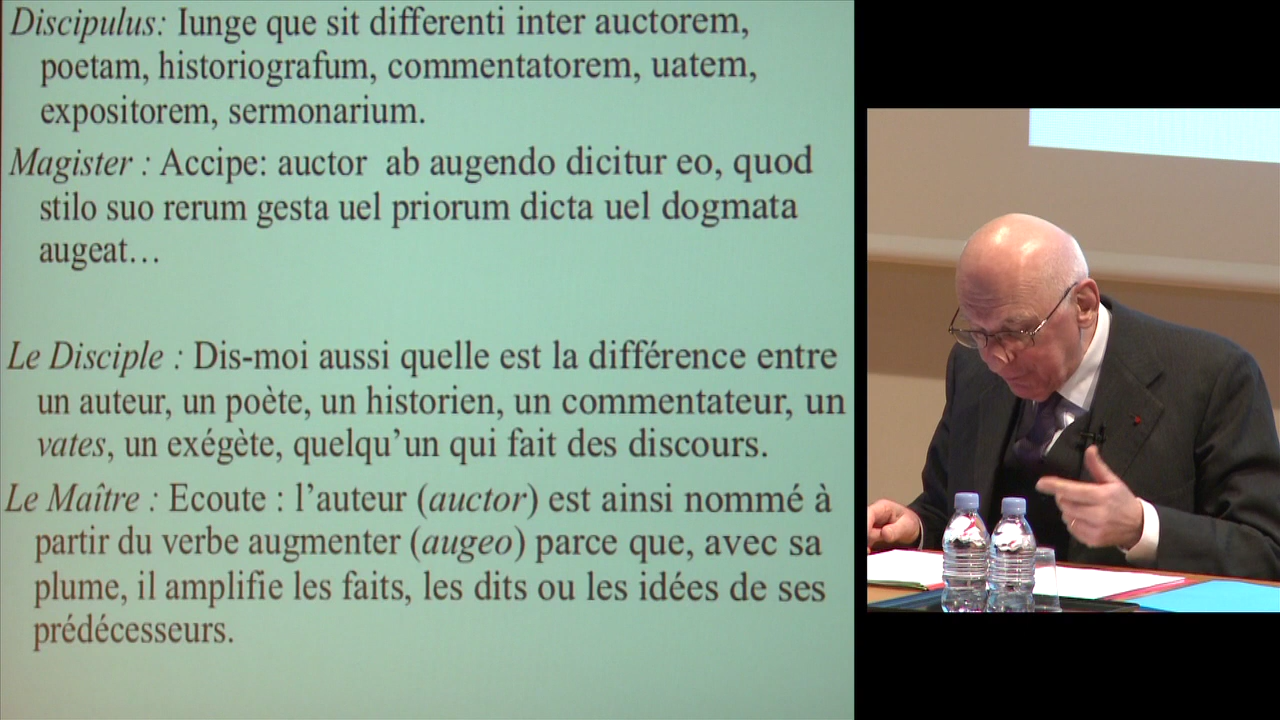 Discipulus: Iunge que sit differenti inter auctorem,
poetam, historiografum, commentatorem, uatem,
expositorem, sermonarium.
Magister : Accipe: auctor ab augendo dicitur eo, quod
stilo suo rerum gesta uel priorum dicta uel dogmata
augeat…
Le Disciple : Dis-moi aussi quelle est la différence entre
un auteur, un poète, un historien, un commentateur, un
vates, un exégète, quelqu’un qui fait des discours.
Le Maître : Ecoute : l’auteur (auctor) est ainsi nommé à
partir du verbe augmenter (augeo) parce que, avec sa
plume, il amplifie les faits, les dits ou les idées de ses
prédécesseurs.